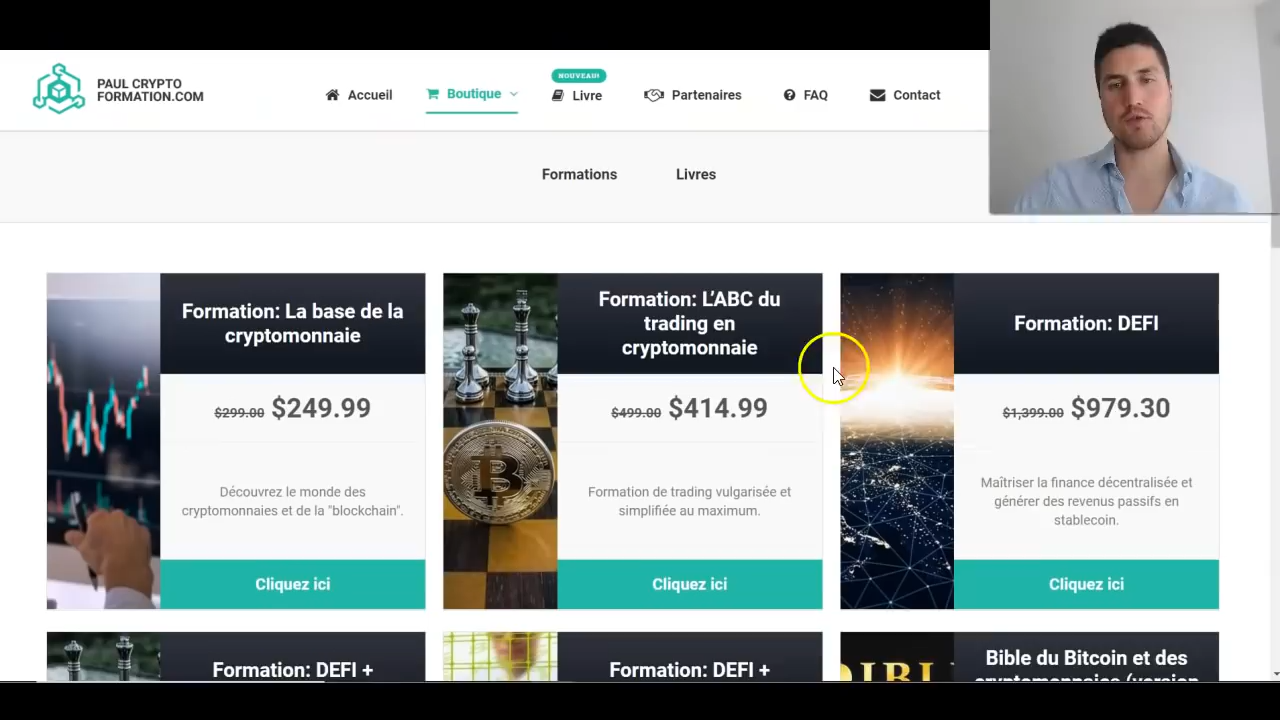 PAUL CRYPTO
FORMATION.COM
Accueil
Boutique
NOUVEAU!
Livre
Partenaires
FAQ
Contact
Formations
Livres
Formation: La base de la
cryptomonnaie
$299.00 $249.99
Découvrez le monde des
cryptomonnaies et de la "blockchain".
Cliquez ici
Formation: L'ABC du
trading en
cryptomonnaie
$499.00 $414.99
Formation de trading vulgarisée et
simplifiée au maximum.
Cliquez ici
Formation: DEFI
$1,399.00 $979.30
Maîtriser la finance décentralisée et
générer des revenus passifs en
stablecoin.
Cliquez ici
Formation: DEFI +
Formation: DEFI +
Bible du Bitcoin et des
cryptomonnaies (version